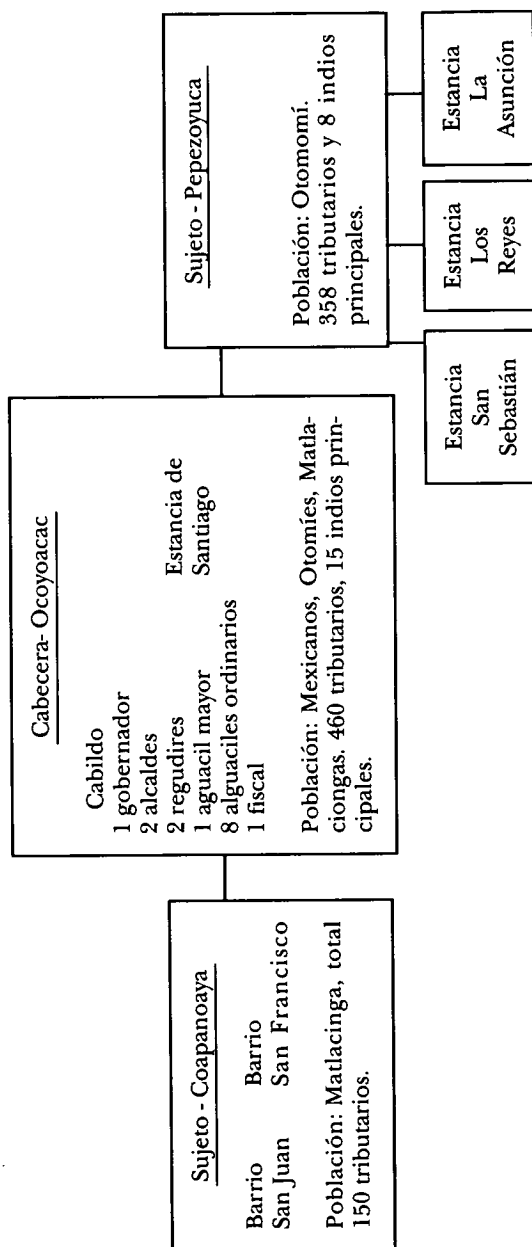 Sujeto - Coapanoaya
Barrio
San Juan
Barrio
San Francisco
Población: Matlacinga, total
150 tributarios.
Cabecera- Ocoyoacac
Cabildo
1 gobernador
2 alcaldes
2 regudires
1 aguacil mayor
8 alguaciles ordinarios
1 fiscal
Estancia de
Santiago
Población: Mexicanos, Otomíes, Matla-
ciongas. 460 tributarios, 15 indios prin-
cipales.
Sujeto - Pepezoyuca
Población: Otomomí.
358 tributarios y 8 indios
principales.
Estancia
San
Sebastián
Estancia
Los
Reyes
Estancia
La
Asunción